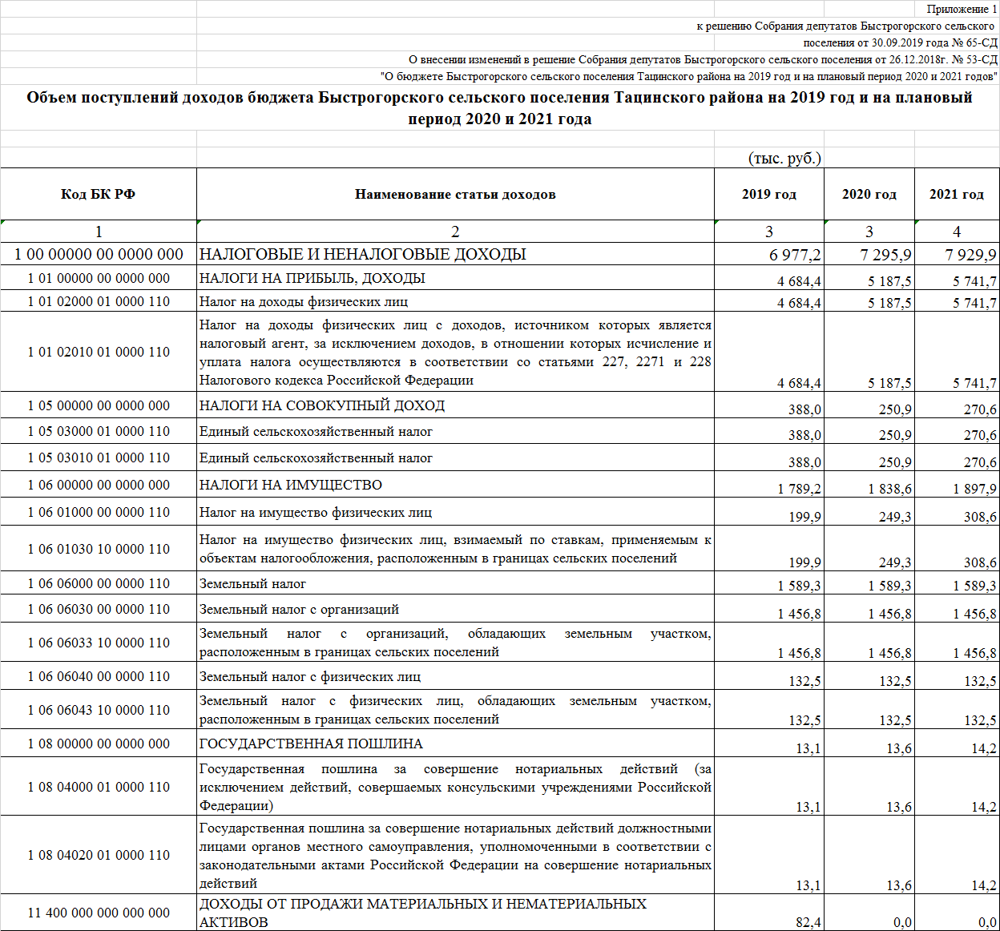 Приложение 1
к решению Собрания депутатов Быстрогорского сельского
поселения от 30.09.2019 года № 65-СД
О внесении изменений в решение Собрания депутатов Быстрогорского сельского поселения от 26.12.2018г. № 53-СД
"О бюджете Быстрогорского сельского поселения Тацинского района на 2019 год и на плановый период 2020 и 2021 годов"
Объем поступлений доходов бюджета Быстрогорского сельского поселения Тацинского района на 2019 год и на плановый
период 2020 и 2021 года
(тыс. руб.)
Код БК РФ Наименование статьи доходов 2019 год 2020 год 2021 год
1 2 3 3 4
1 00 00000 00 0000 000 НАЛОГОВЫЕ И НЕНАЛОГОВЫЕ ДОХОДЫ 6 977,2 7 295,9 7 929,9
1 01 00000 00 0000 000 НАЛОГИ НА ПРИБЫЛЬ, ДОХОДЫ 4 684,4 5 187,5 5 741,7
1 01 02000 01 0000 110 Налог на доходы физических лиц 4 684,4 5 187,5 5 741,7
1 01 02010 01 0000 110 Налог на доходы физических лиц с доходов, источником которых является
налоговый агент, за исключением доходов, в отношении которых исчисление и
уплата налога осуществляются в соответствии со статьями 227, 2271 и 228
Налогового кодекса Российской Федерации 4 684,4 5 187,5 5 741,7
1 05 00000 00 0000 000 НАЛОГИ НА СОВОКУПНЫЙ ДОХОД 388,0 250,9 270,6
1 05 03000 01 0000 110 Единый сельскохозяйственный налог 388,0 250,9 270,6
1 05 03010 01 0000 110 Единый сельскохозяйственный налог 388,0 250,9 270,6
1 06 00000 00 0000 000 НАЛОГИ НА ИМУЩЕСТВО 1 789,2 1 838,6 1 897,9
1 06 01000 00 0000 110 Налог на имущество физических лиц 199,9 249,3 308,6
1 06 01030 10 0000 110 Налог на имущество физических лиц, взимаемый по ставкам, применяемым к
объектам налогообложения, расположенным в границах сельских поселений 199,9 249,3 308,6
1 06 06000 00 0000 110 Земельный налог 1 589,3 1 589,3 1 589,3
1 06 06030 00 0000 110 Земельный налог с организаций 1 456,8 1 456,8 1 456,8
1 06 06033 10 0000 110 Земельный налог с организаций, обладающих земельным участком,
расположенным в границах сельских поселений 1 456,8 1 456,8 1 456,8
1 06 06040 00 0000 110 Земельный налог с физических лиц 132,5 132,5 132,5
1 06 06043 10 0000 110 Земельный налог с физических лиц, обладающих земельным участком,
расположенным в границах сельских поселений 132,5 132,5 132,5
1 08 00000 00 0000 000 ГОСУДАРСТВЕННАЯ ПОШЛИНА 13,1 13,6 14,2
1 08 04000 01 0000 110 Государственная пошлина за совершение нотариальных действий (за
исключением действий, совершаемых консульскими учреждениями Российской
Федерации) 13,1 13,6 14,2
1 08 04020 01 0000 110 Государственная пошлина за совершение нотариальных действий должностными
лицами органов местного самоуправления, уполномоченными в соответствии с
законодательными актами Российской Федерации на совершение нотариальных
действий 13,1 13,6 14,2
11 400 000 000 000 000 ДОХОДЫ ОТ ПРОДАЖИ МАТЕРИАЛЬНЫХ И НЕМАТЕРИАЛЬНЫХ
АКТИВОВ 82,4 0,0 0,0